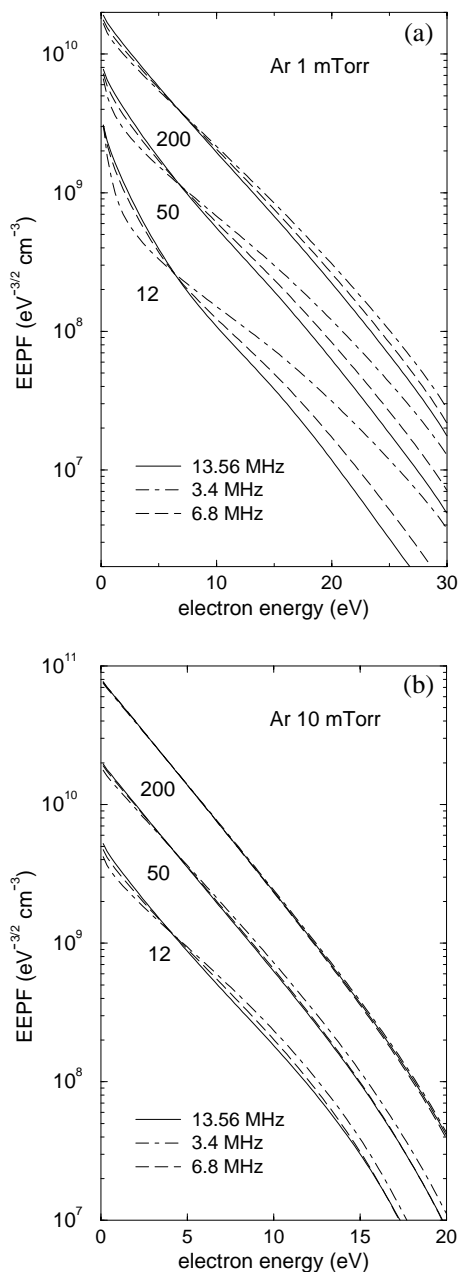 (a)
Ar 1 mTorr
10^10
10^9
10^8
10^7
EEPF (eV^−3/2 cm^−3)
200
50
12
13.56 MHz
3.4 MHz
6.8 MHz
0 5 10 15 20 25 30
electron energy (eV)
(b)
Ar 10 mTorr
10^11
10^10
10^9
10^8
10^7
EEPF (eV^−3/2 cm^−3)
200
50
12
13.56 MHz
3.4 MHz
6.8 MHz
0 5 10 15 20
electron energy (eV)